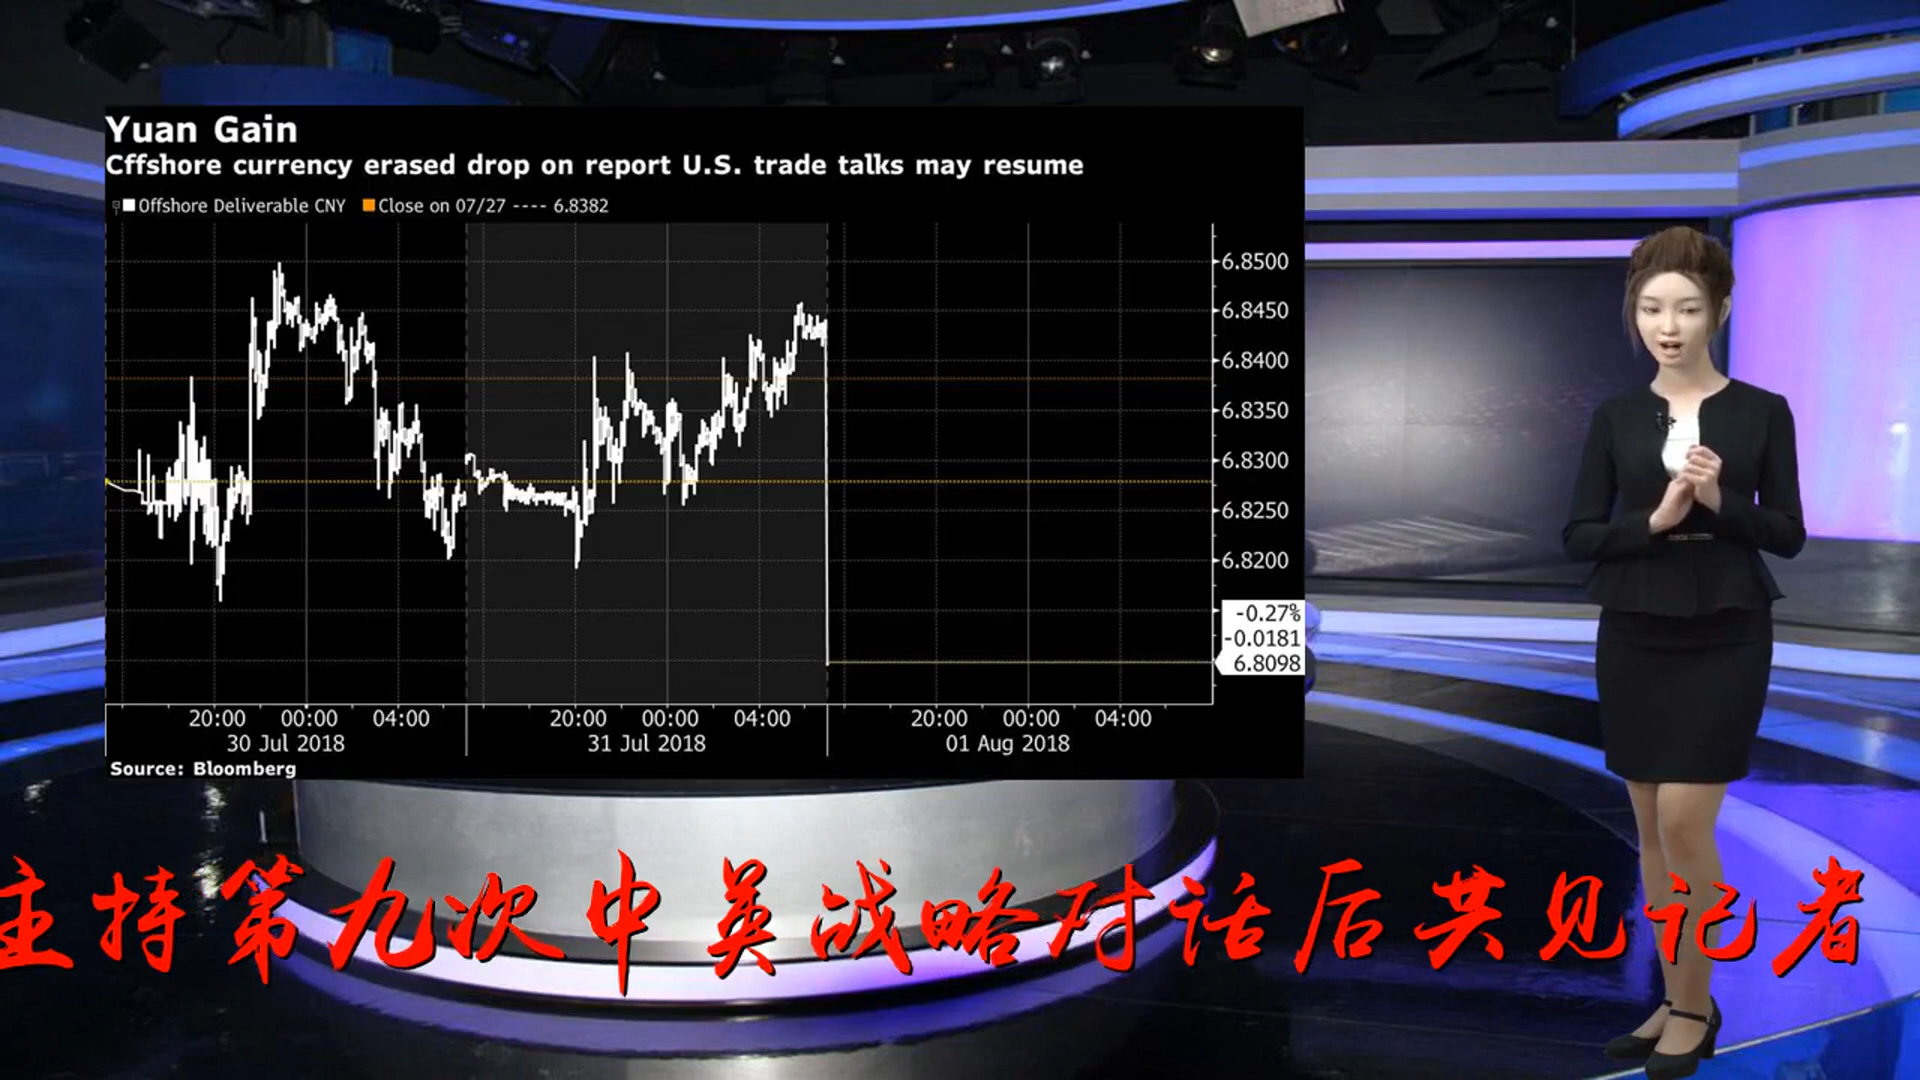 Yuan Gain
Cffshore currency erased drop on report U.S. trade talks may resume
Offshore Deliverable CNY Close on 07/27 ---- 6.8382
6.8500
6.8450
6.8400
6.8350
6.8300
6.8250
6.8200
-0.27%
-0.0181
6.8098
20:00 00:00 04:00 20:00 00:00 04:00 20:00 00:00 04:00
30 Jul 2018 31 Jul 2018 01 Aug 2018
Source: Bloomberg
主持第九次中英战略对话后共见记者